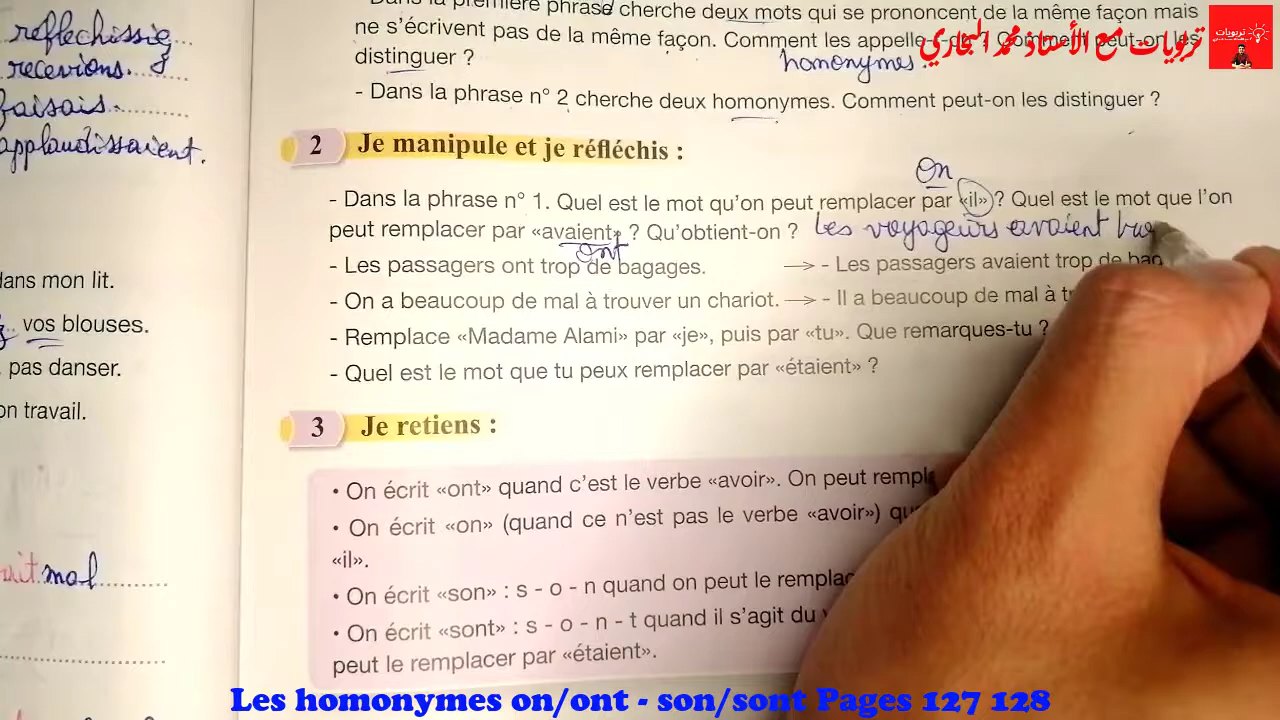 réflechissiez
recevions.
faisais.
applaudissaient.
dans mon lit.
vos blouses.
pas danser.
on travail.
ait mal
Dans la première phrase cherche deux mots qui se prononcent de la même façon mais
ne s'écrivent pas de la même façon. Comment les appelle-t-on ? Comment peut-on les
distinguer ?
homonymes
- Dans la phrase n° 2 cherche deux homonymes. Comment peut-on les distinguer ?
تربويات مع الأستاذ محمد البخاري
تربويات
2 Je manipule et je réfléchis :
On
- Dans la phrase n° 1. Quel est le mot qu'on peut remplacer par «il» ? Quel est le mot que l'on
peut remplacer par «avaient» ? Qu'obtient-on ? Les voyageurs avaient
ont
- Les passagers ont trop de bagages. → - Les passagers avaient trop de bag
- On a beaucoup de mal à trouver un chariot. → - Il a beaucoup de mal à t
- Remplace «Madame Alami» par «je», puis par «tu». Que remarques-tu ?
- Quel est le mot que tu peux remplacer par «étaient» ?
3 Je retiens :
• On écrit «ont» quand c'est le verbe «avoir». On peut rempl
• On écrit «on» (quand ce n'est pas le verbe «avoir») qu
«il».
• On écrit «son» : s - o - n quand on peut le remplac
• On écrit «sont» : s - o - n - t quand il s'agit du
peut le remplacer par «étaient».
Les homonymes on/ont - son/sont Pages 127 128